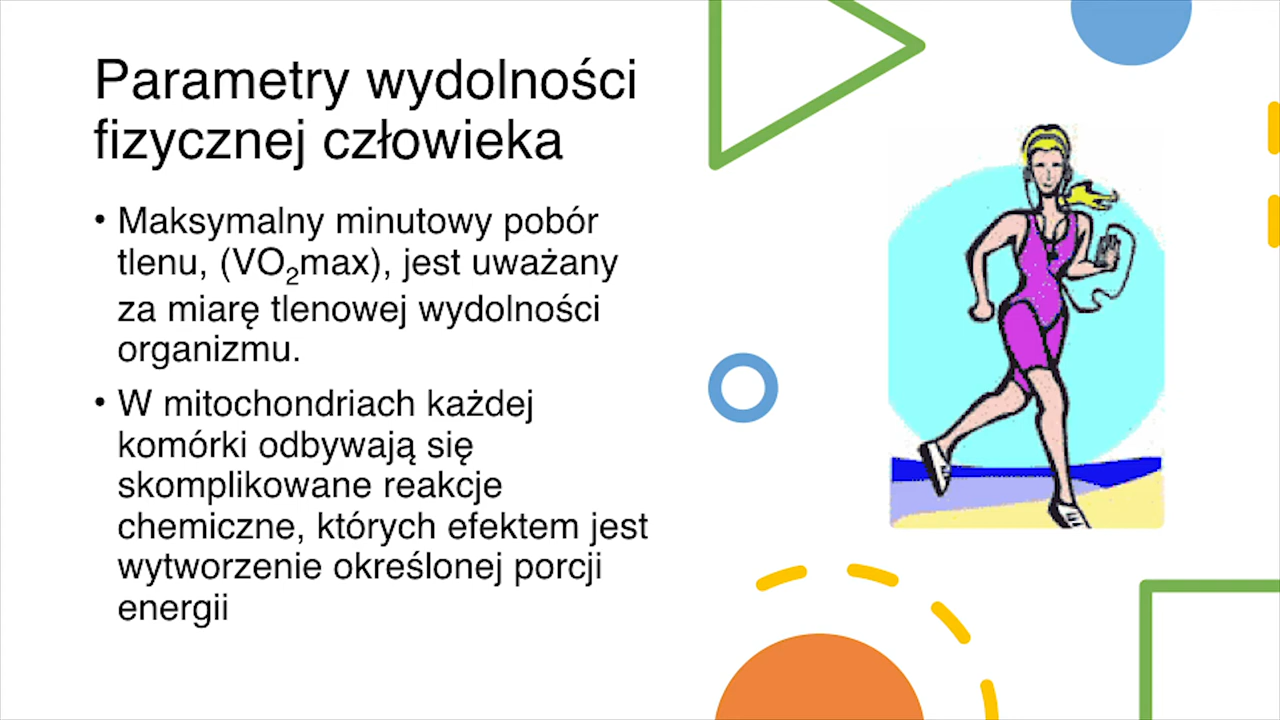 Parametry wydolności
fizycznej człowieka
• Maksymalny minutowy pobór
tlenu, (VO₂max), jest uważany
za miarę tlenowej wydolności
organizmu.
• W mitochondriach każdej
komórki odbywają się
skomplikowane reakcje
chemiczne, których efektem jest
wytworzenie określonej porcji
energii